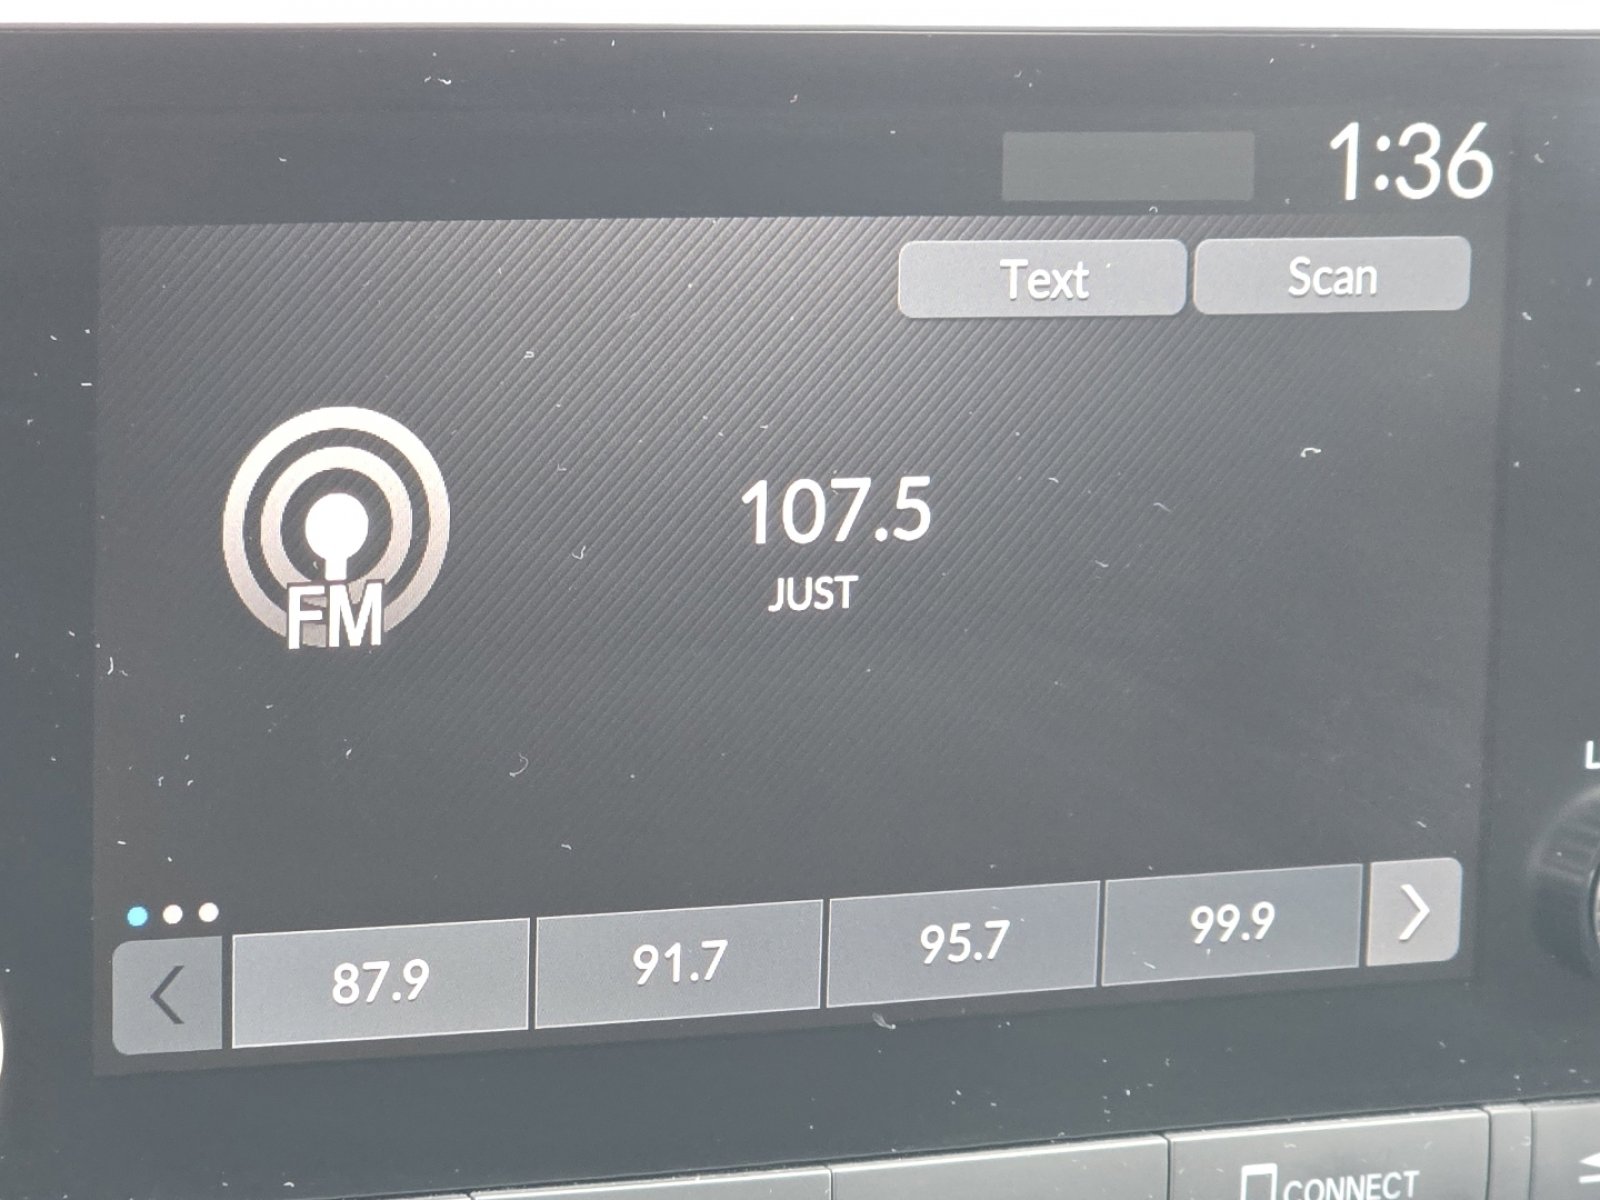 1:36
Text
Scan
107.5
JUST
FM
87.9
91.7
95.7
99.9
CONNECT